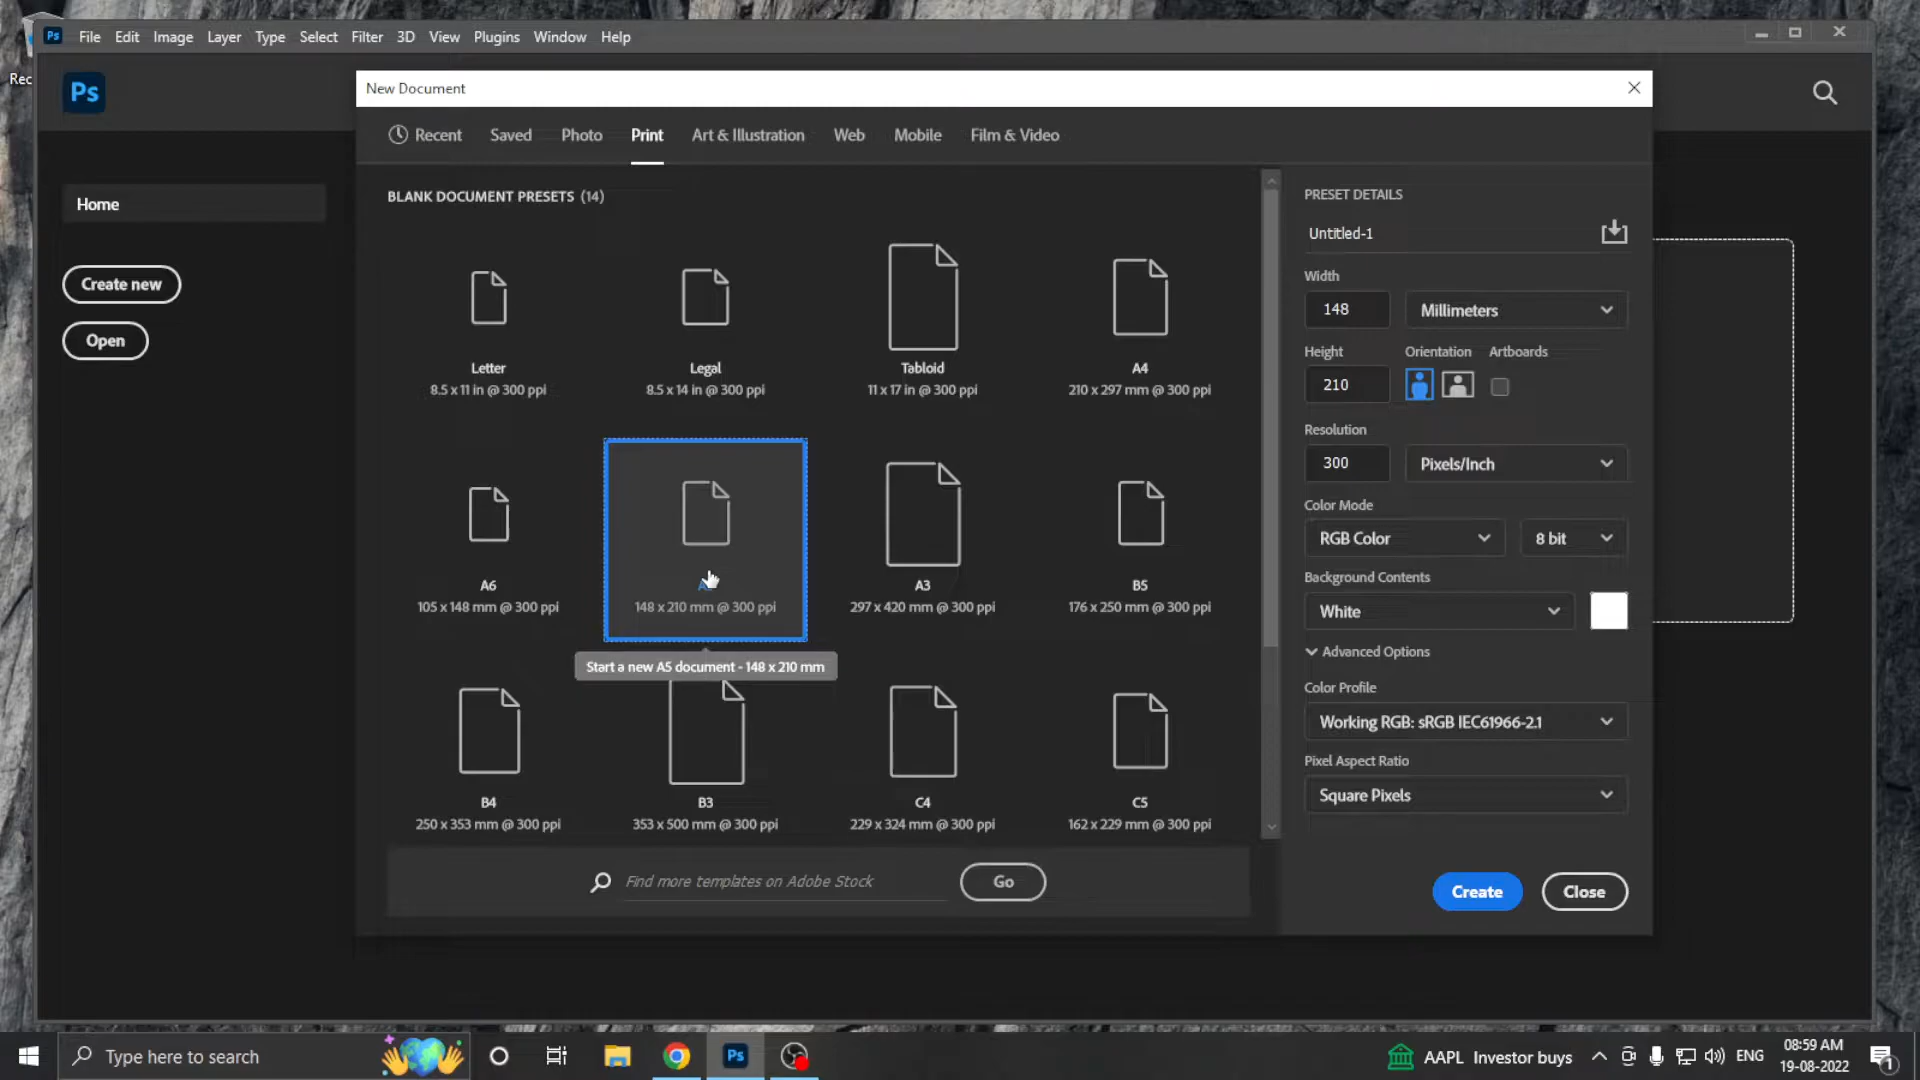 Ps File Edit Image Layer Type Select Filter 3D View Plugins Window Help
Rec
Ps
New Document
Recent Saved Photo Print Art & Illustration Web Mobile Film & Video
Home
Create new
Open
BLANK DOCUMENT PRESETS (14)
Letter
8.5 x 11 in @ 300 ppi
Legal
8.5 x 14 in @ 300 ppi
Tabloid
11 x 17 in @ 300 ppi
A4
210 x 297 mm @ 300 ppi
A6
105 x 148 mm @ 300 ppi
148 x 210 mm @ 300 ppi
A3
297 x 420 mm @ 300 ppi
B5
176 x 250 mm @ 300 ppi
Start a new A5 document - 148 x 210 mm
B4
250 x 353 mm @ 300 ppi
B3
353 x 500 mm @ 300 ppi
C4
229 x 324 mm @ 300 ppi
C5
162 x 229 mm @ 300 ppi
Find more templates on Adobe Stock
Go
PRESET DETAILS
Untitled-1
Width
148 Millimeters
Height Orientation Artboards
210
Resolution
300 Pixels/Inch
Color Mode
RGB Color 8 bit
Background Contents
White
Advanced Options
Color Profile
Working RGB: sRGB IEC61966-2.1
Pixel Aspect Ratio
Square Pixels
Create Close
Type here to search
Ps
AAPL Investor buys
ENG
08:59 AM
19-08-2022
1